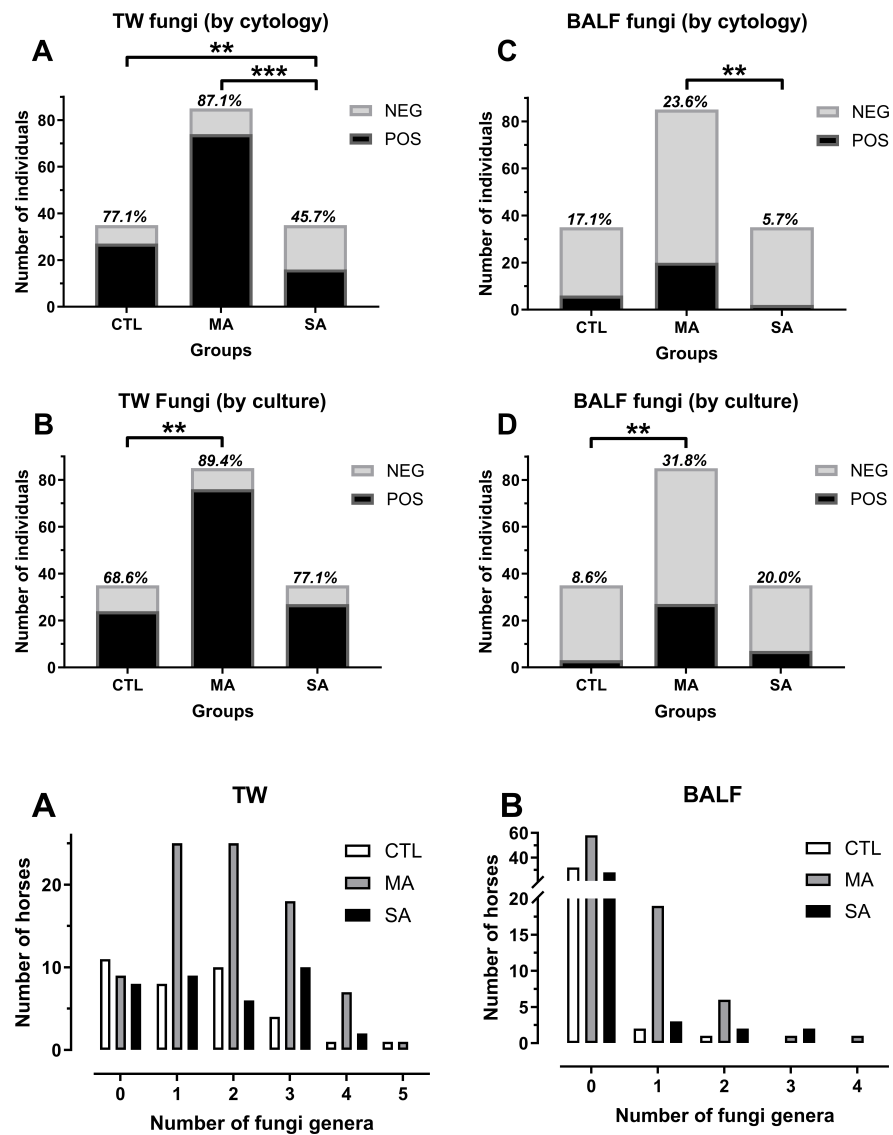 TW fungi (by cytology)
A
**
***
87.1%
77.1%
45.7%
NEG
POS
Number of individuals
80
60
40
20
0
CTL
MA
SA
Groups
BALF fungi (by cytology)
C
**
23.6%
17.1%
5.7%
NEG
POS
Number of individuals
80
60
40
20
0
CTL
MA
SA
Groups
TW Fungi (by culture)
B
**
89.4%
68.6%
77.1%
NEG
POS
Number of individuals
80
60
40
20
0
CTL
MA
SA
Groups
BALF fungi (by culture)
D
**
31.8%
8.6%
20.0%
NEG
POS
Number of individuals
80
60
40
20
0
CTL
MA
SA
Groups
A
TW
CTL
MA
SA
Number of horses
20
10
0
0 1 2 3 4 5
Number of fungi genera
B
BALF
CTL
MA
SA
Number of horses
60
40
20
15
10
5
0
0 1 2 3 4
Number of fungi genera